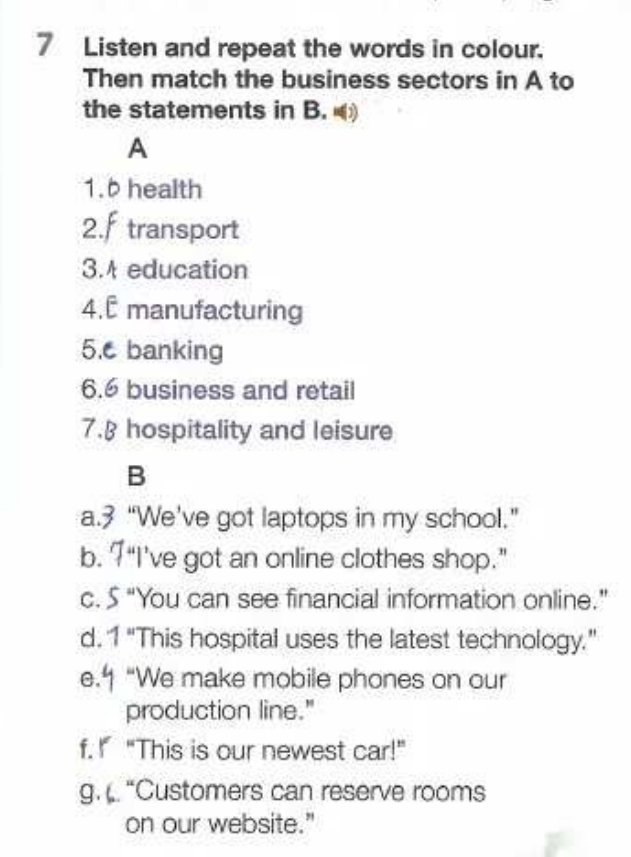 7 Listen and repeat the words in colour.
Then match the business sectors in A to
the statements in B.
A
1.D health
2.F transport
3.A education
4.E manufacturing
5.c banking
6.G business and retail
7.B hospitality and leisure
B
a.3 "We've got laptops in my school."
b. 7 "I've got an online clothes shop."
c. 5 "You can see financial information online."
d. 1 "This hospital uses the latest technology."
e. 4 "We make mobile phones on our
production line."
f. "This is our newest car!"
g. "Customers can reserve rooms
on our website."